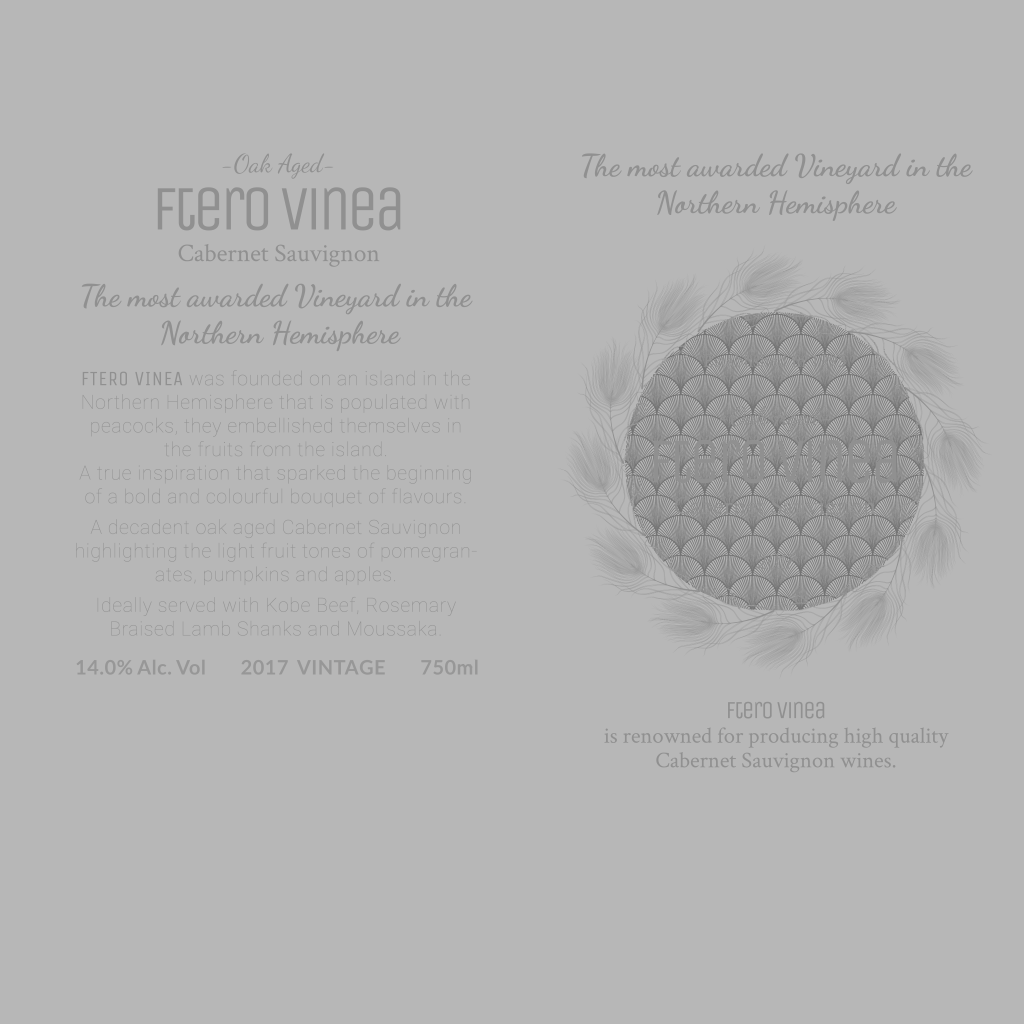 -Oak Aged-
Ftero Vinea
Cabernet Sauvignon
The most awarded Vineyard in the
Northern Hemisphere
FTERO VINEA was founded on an island in the
Northern Hemisphere that is populated with
peacocks, they embellished themselves in
the fruits from the island.
A true inspiration that sparked the beginning
of a bold and colourful bouquet of flavours.
A decadent oak aged Cabernet Sauvignon
highlighting the light fruit tones of pomegran-
ates, pumpkins and apples.
Ideally served with Kobe Beef, Rosemary
Braised Lamb Shanks and Moussaka.
14.0% Alc. Vol 2017 VINTAGE 750ml
The most awarded Vineyard in the
Northern Hemisphere
Ftero Vinea
is renowned for producing high quality
Cabernet Sauvignon wines.